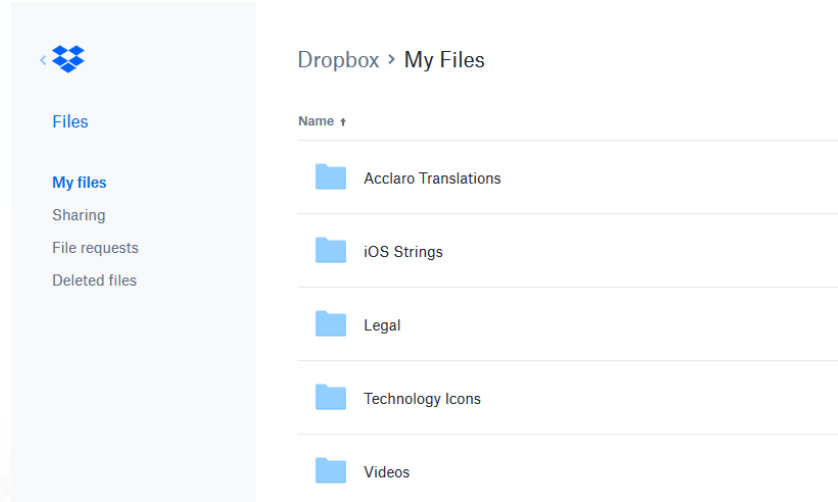 Dropbox › My Files
Files
My files
Sharing
File requests
Deleted files
Name ↑
Acclaro Translations
iOS Strings
Legal
Technology Icons
Videos